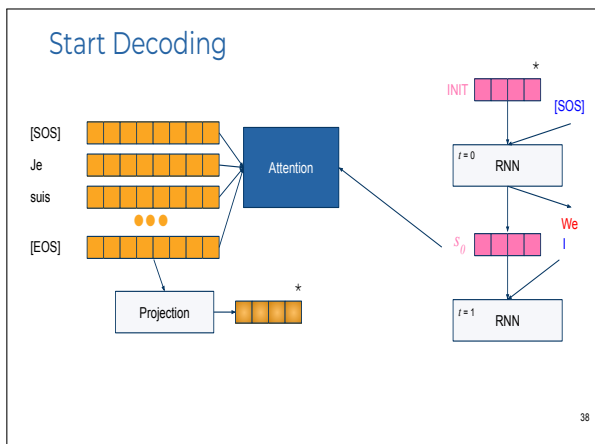 Start Decoding
*
INIT
[SOS]
[SOS]
Je
suis
[EOS]
Attention
t = 0
RNN
We
I
s0
*
Projection
t = 1
RNN
38